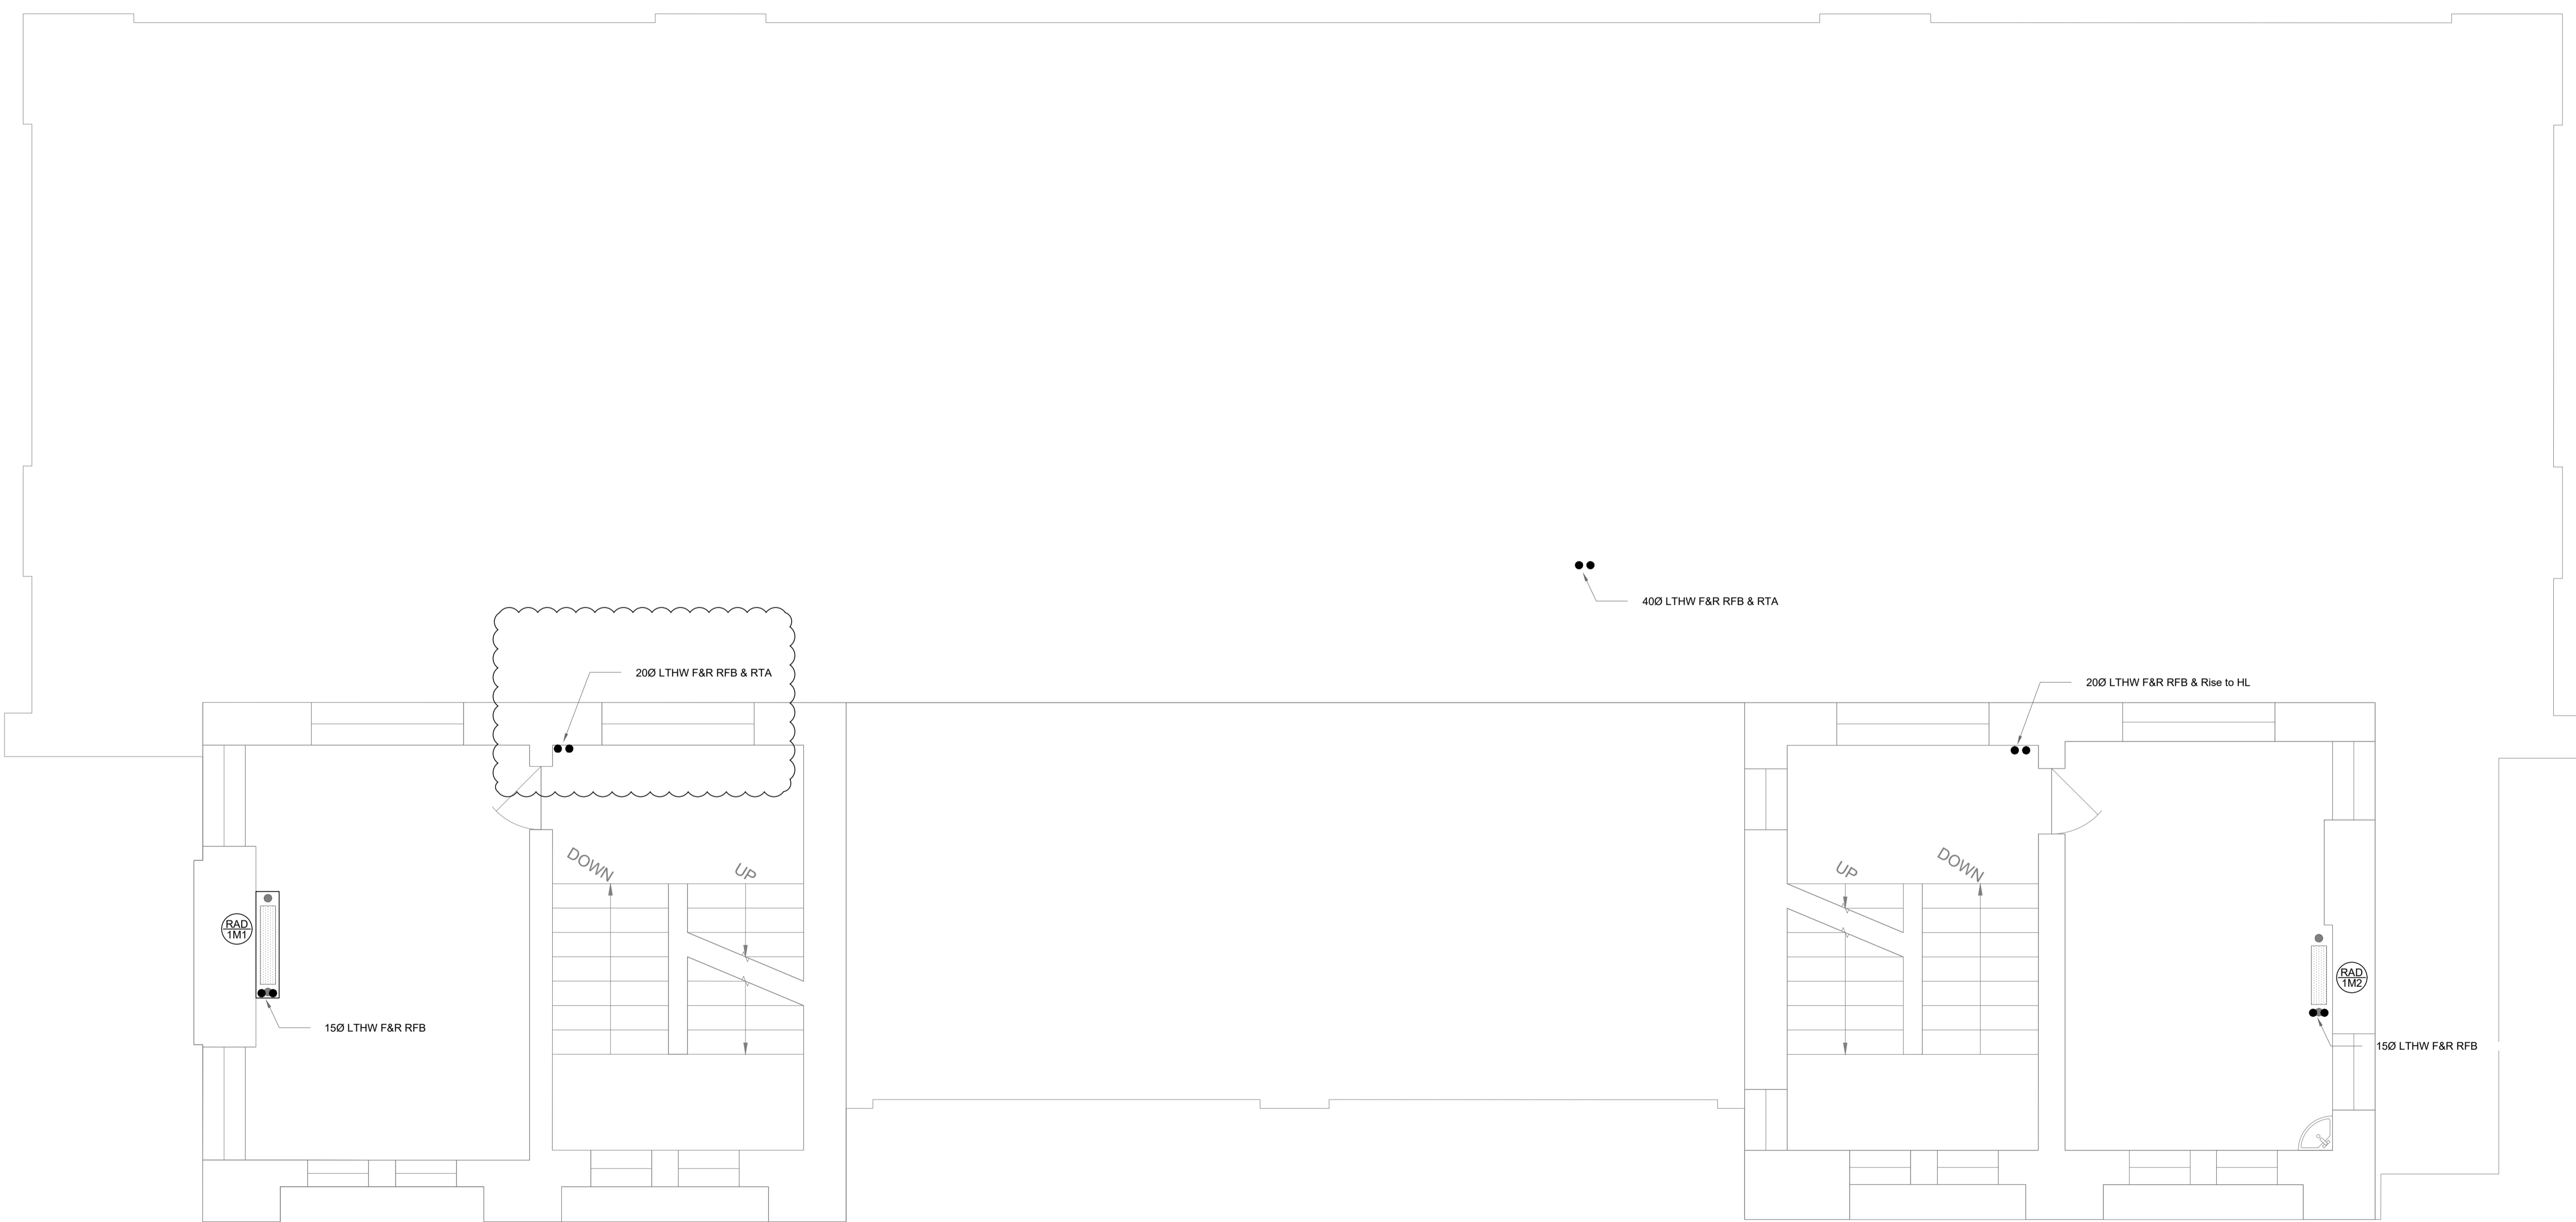 40Ø LTHW F&R RFB & RTA
20Ø LTHW F&R RFB & RTA
20Ø LTHW F&R RFB & Rise to HL
DOWN
UP
UP
DOWN
RAD
1M1
RAD
1M2
15Ø LTHW F&R RFB
15Ø LTHW F&R RFB